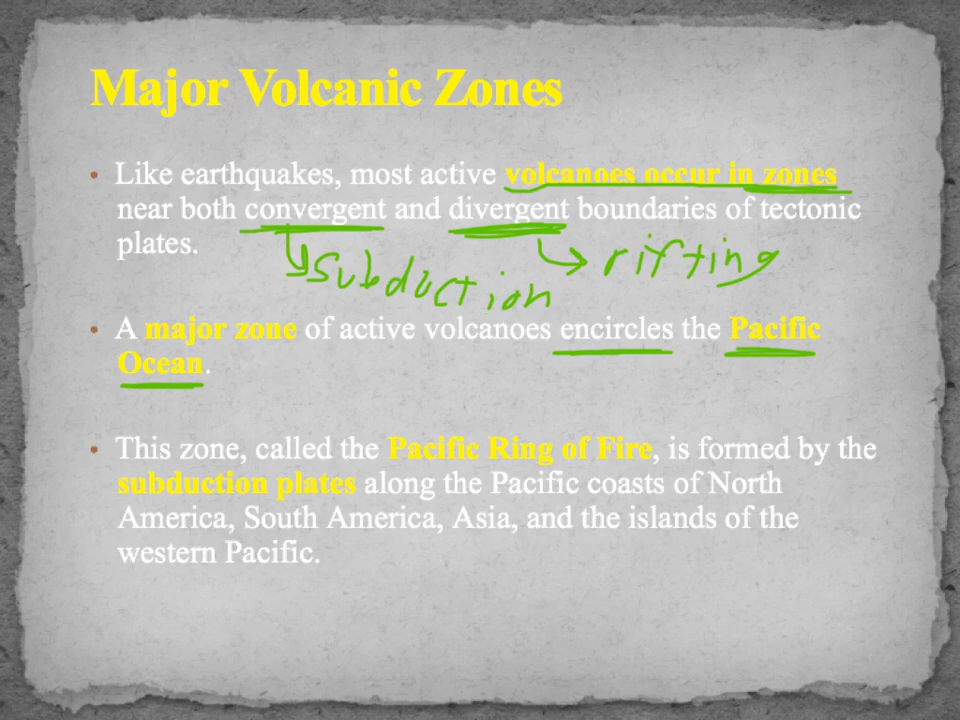 Major Volcanic Zones
• Like earthquakes, most active volcanoes occur in zones
near both convergent and divergent boundaries of tectonic
plates.
subduction
rifting
• A major zone of active volcanoes encircles the Pacific
Ocean.
• This zone, called the Pacific Ring of Fire, is formed by the
subduction plates along the Pacific coasts of North
America, South America, Asia, and the islands of the
western Pacific.